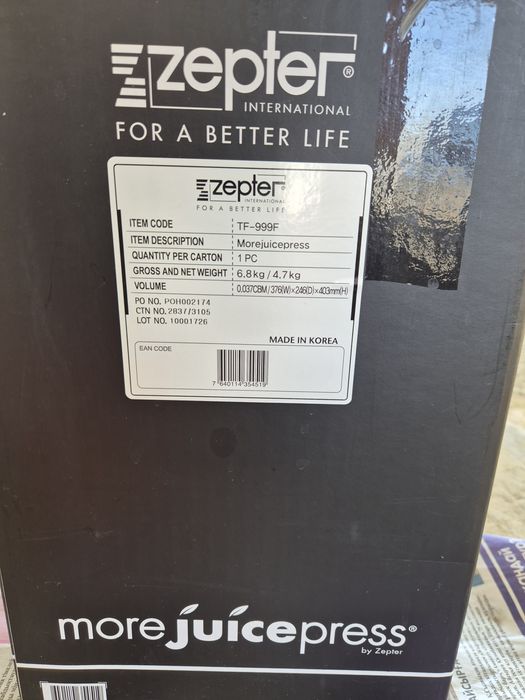 zepter®
INTERNATIONAL
FOR A BETTER LIFE
zepter
INTERNATIONAL
FOR A BETTER LIFE
ITEM CODE TF-999F
ITEM DESCRIPTION Morejuicepress
QUANTITY PER CARTON 1 PC
GROSS AND NET WEIGHT 6.8kg / 4.7kg
VOLUME 0.037CBM / 376(W)×246(D)×403mm(H)
PO NO. POH002174
CTN NO. 2837/3105
LOT NO. 10001726
MADE IN KOREA
EAN CODE
7 640114 354519
more juicepress®
by Zepter